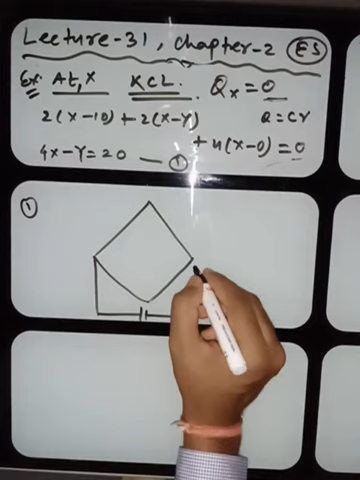 Lecture-31, Chapter-2 ES
Ex: At, X KCL. Qx = 0
2(x-10) + 2(x-Y) Q = CV
+ 4(x-0) = 0
4x - Y = 20 — ①
①